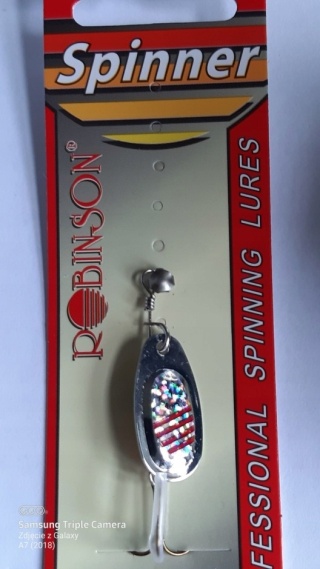 Spinner
ROBINSON®
FESSIONAL SPINNING LURES
Samsung Triple Camera
Zdjęcie z Galaxy
A7 (2018)